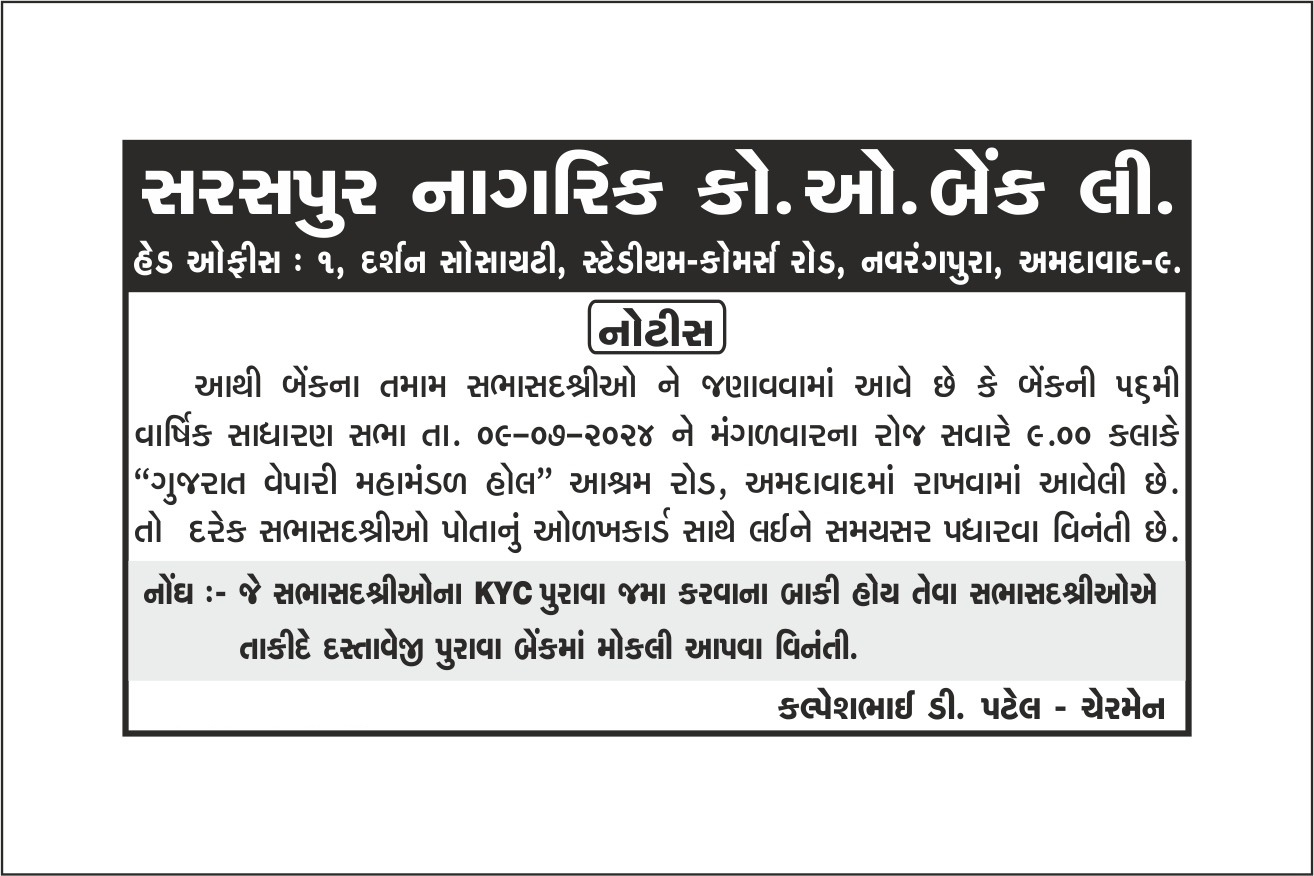 સરસપુર નાગરિક કો.ઓ.બેંક લી.
હેડ ઓફીસ : ૧, દર્શન સોસાયટી, સ્ટેડીયમ-કોમર્સ રોડ, નવરંગપુરા, અમદાવાદ-૯.
નોટીસ
આથી બેંકના તમામ સભાસદશ્રીઓ ને જણાવવામાં આવે છે કે બેંકની ૫૬મી
વાર્ષિક સાધારણ સભા તા. ૦૯–૦૭–૨૦૨૪ ને મંગળવારના રોજ સવારે ૯.૦૦ કલાકે
“ગુજરાત વેપારી મહામંડળ હોલ” આશ્રમ રોડ, અમદાવાદમાં રાખવામાં આવેલી છે.
તો દરેક સભાસદશ્રીઓ પોતાનું ઓળખકાર્ડ સાથે લઈને સમયસર પધારવા વિનંતી છે.
નોંઘ :- જે સભાસદશ્રીઓના KYC પુરાવા જમા કરવાના બાકી હોય તેવા સભાસદશ્રીઓએ
તાકીદે દસ્તાવેજી પુરાવા બેંકમાં મોકલી આપવા વિનંતી.
કલ્પેશભાઈ ડી. પટેલ - ચેરમેન